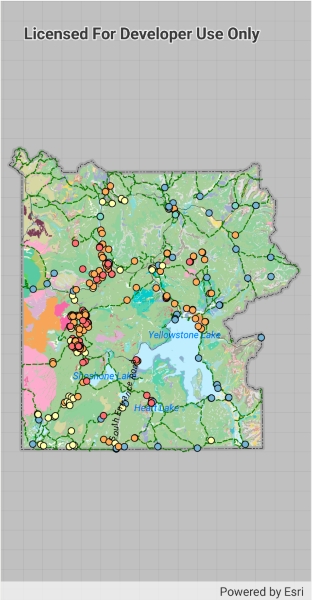 Licensed For Developer Use Only
Yellowstone Lake
Shoshone Lake
South Entrance Road
Heart Lake
Powered by Esri